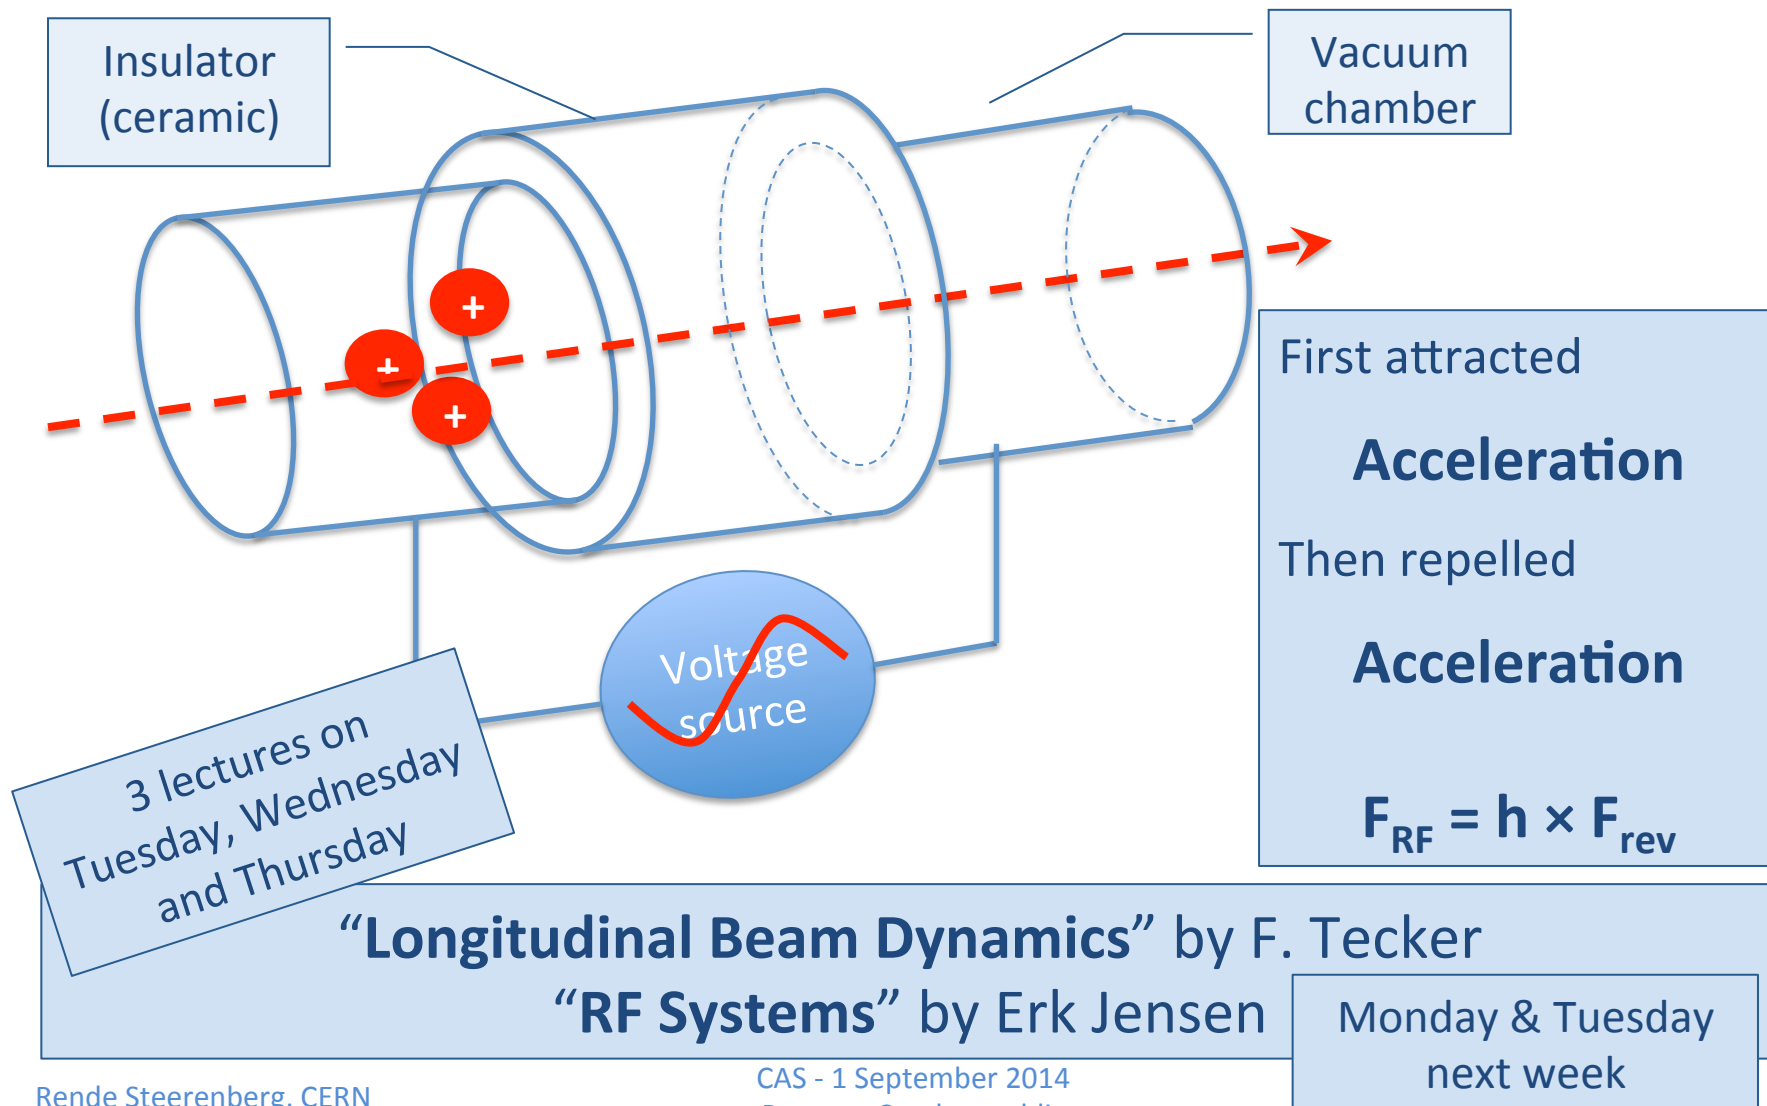 Insulator
(ceramic)
Vacuum
chamber
+
+
+
First attracted
Acceleration
Then repelled
Acceleration
F_RF = h × F_rev
Voltage
source
3 lectures on
Tuesday, Wednesday
and Thursday
“Longitudinal Beam Dynamics” by F. Tecker
“RF Systems” by Erk Jensen
Monday & Tuesday
next week
Rende Steerenberg, CERN
CAS - 1 September 2014